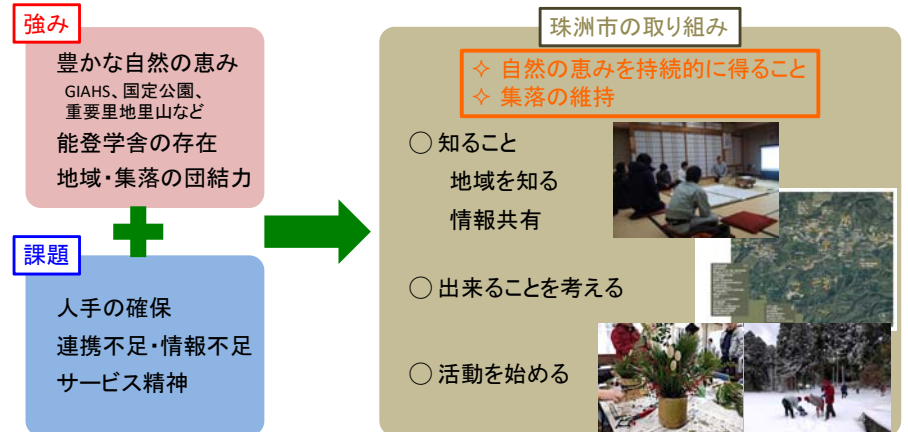 強み
豊かな自然の恵み
GIAHS、国定公園、
重要里地里山など
能登学舎の存在
地域・集落の団結力
課題
人手の確保
連携不足・情報不足
サービス精神
珠洲市の取り組み
✧ 自然の恵みを持続的に得ること
✧ 集落の維持
○ 知ること
地域を知る
情報共有
○ 出来ることを考える
○ 活動を始める